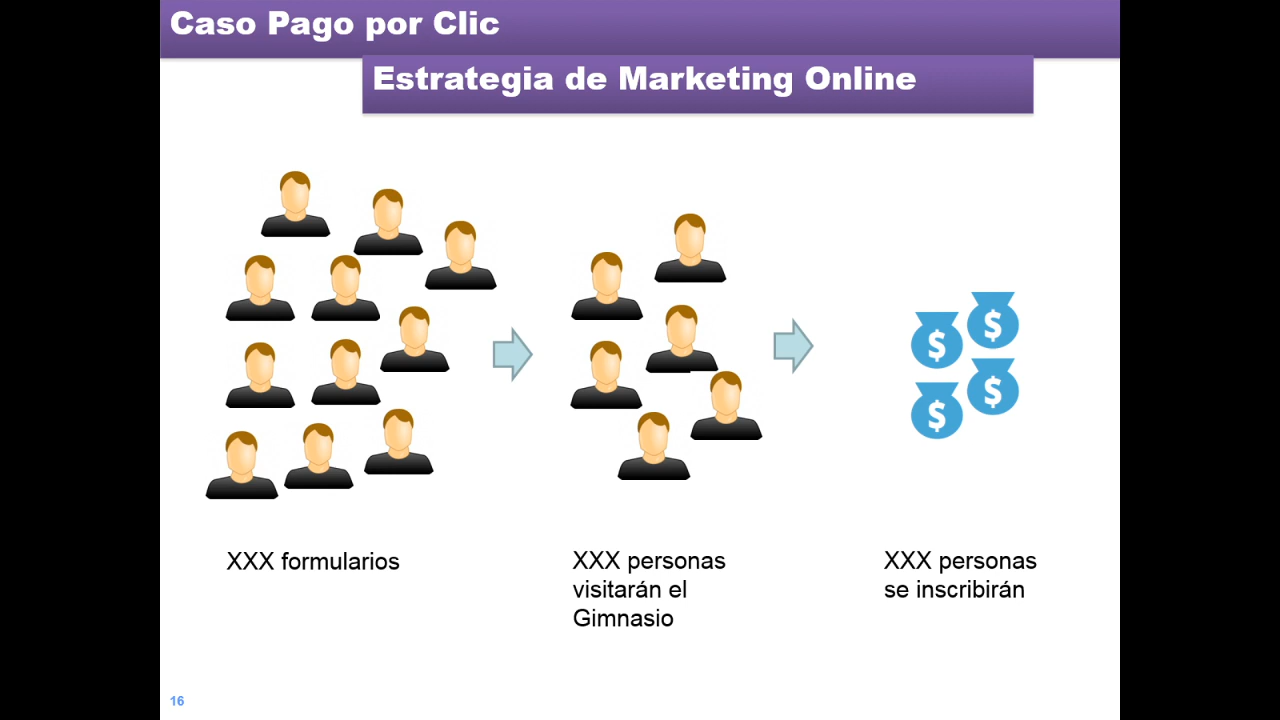 Caso Pago por Clic
Estrategia de Marketing Online
$
$
$
$
XXX formularios
XXX personas
visitarán el
Gimnasio
XXX personas
se inscribirán
16